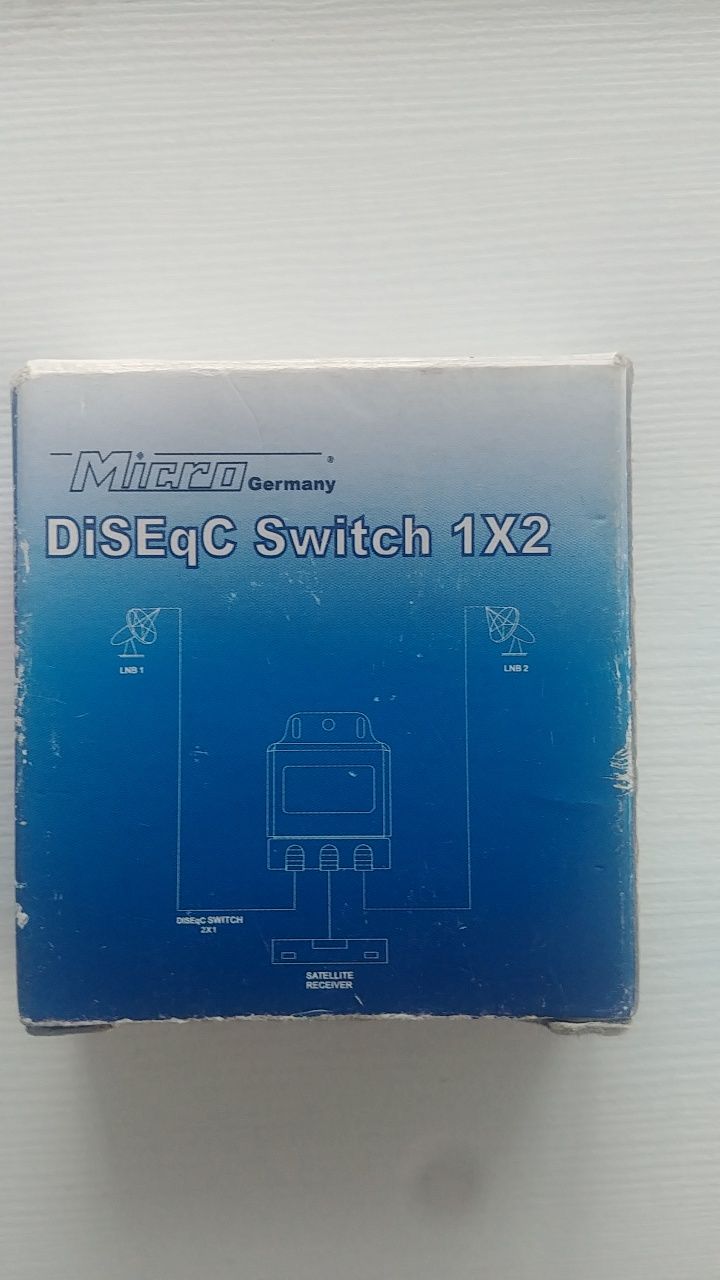 Micro Germany ®
DiSEqC Switch 1X2
LNB 1
LNB 2
DISEqC SWITCH
2X1
SATELLITE
RECEIVER